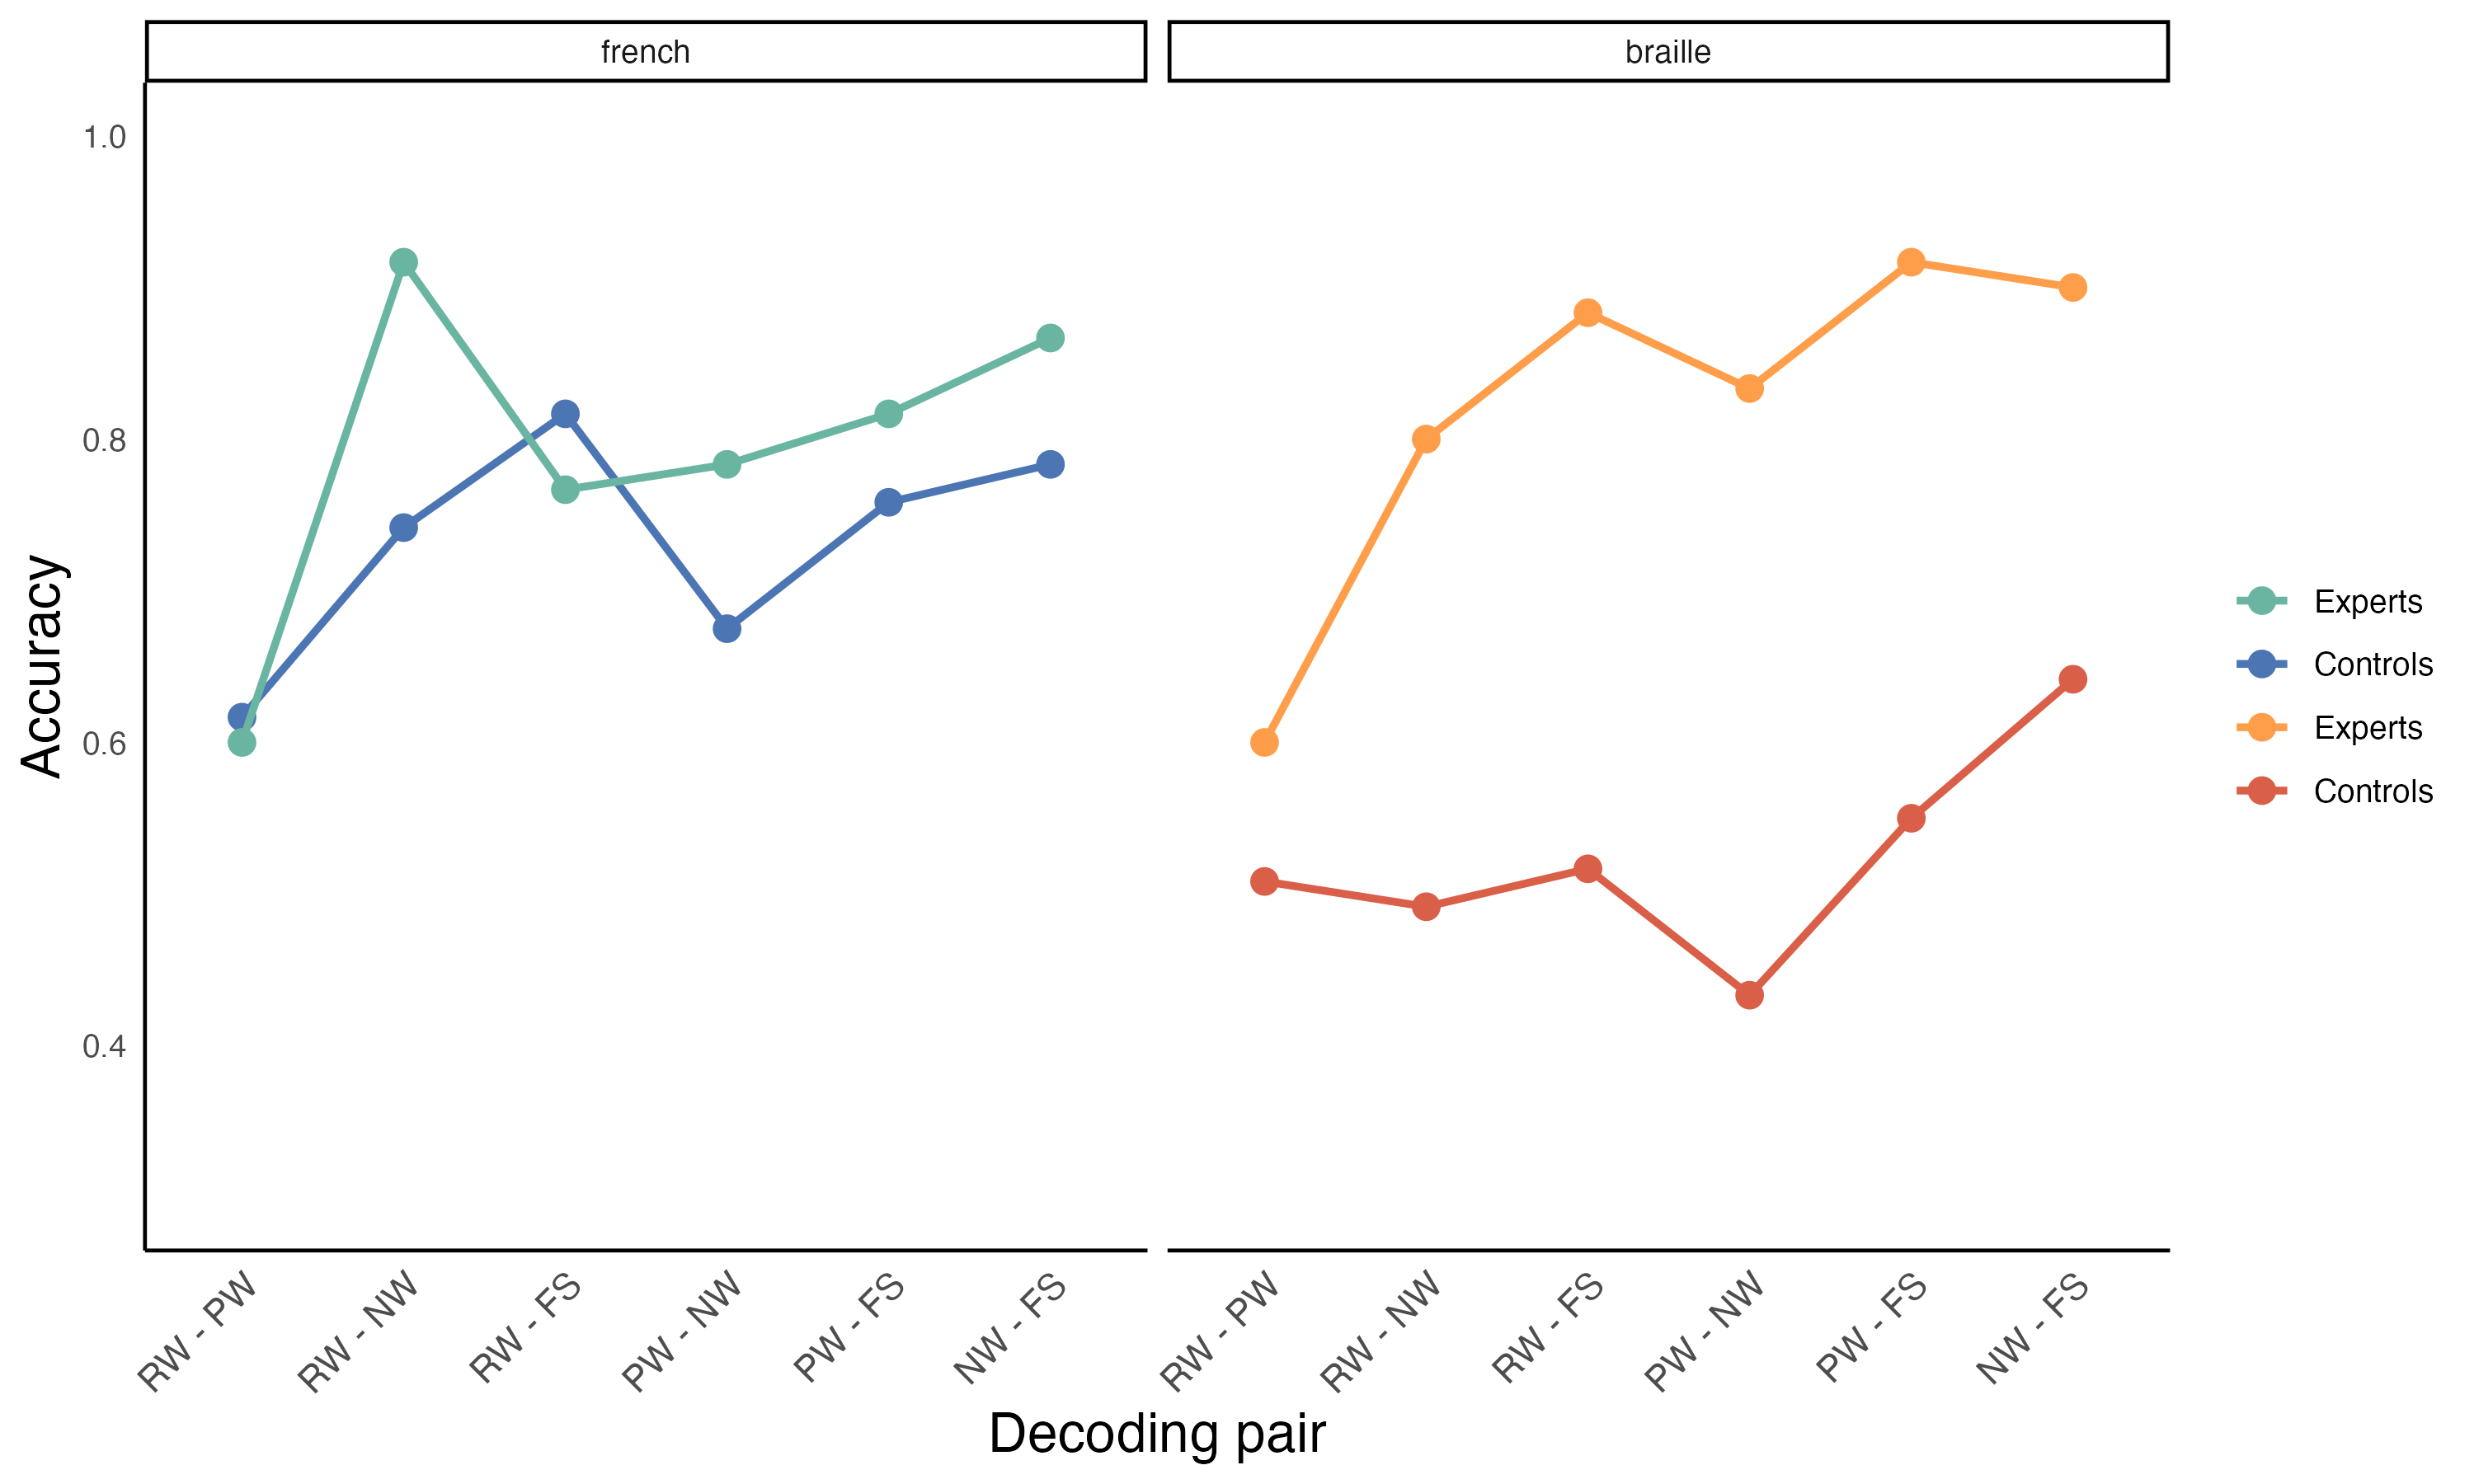 french
braille
Accuracy
1.0
0.8
0.6
0.4
RW - PW
RW - NW
RW - FS
PW - NW
PW - FS
NW - FS
RW - PW
RW - NW
RW - FS
PW - NW
PW - FS
NW - FS
Decoding pair
Experts
Controls
Experts
Controls